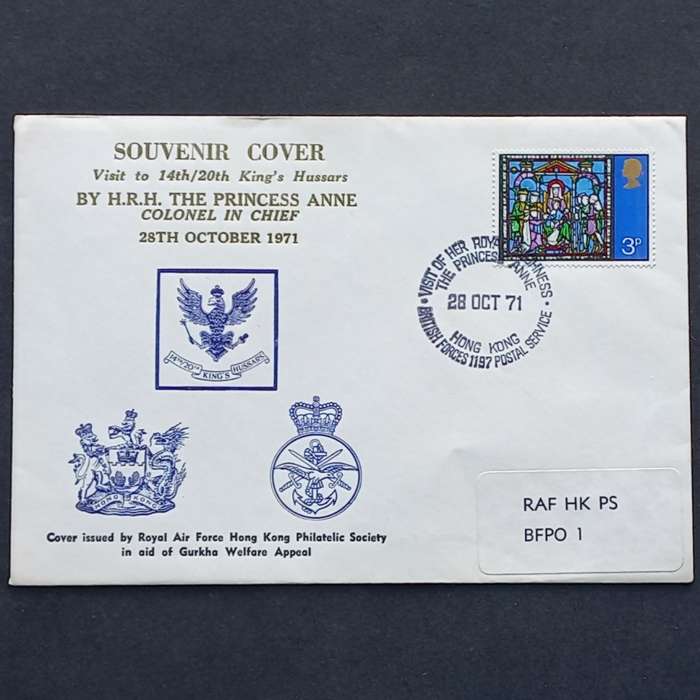 SOUVENIR COVER
Visit to 14th/20th King's Hussars
BY H.R.H. THE PRINCESS ANNE
COLONEL IN CHIEF
28TH OCTOBER 1971
14TH/20TH KING'S HUSSARS
HONG KONG
Cover issued by Royal Air Force Hong Kong Philatelic Society
in aid of Gurkha Welfare Appeal
3P
VISIT OF HER ROYAL HIGHNESS
THE PRINCESS ANNE
28 OCT 71
HONG KONG
BRITISH FORCES 1197 POSTAL SERVICE
RAF HK PS
BFPO 1